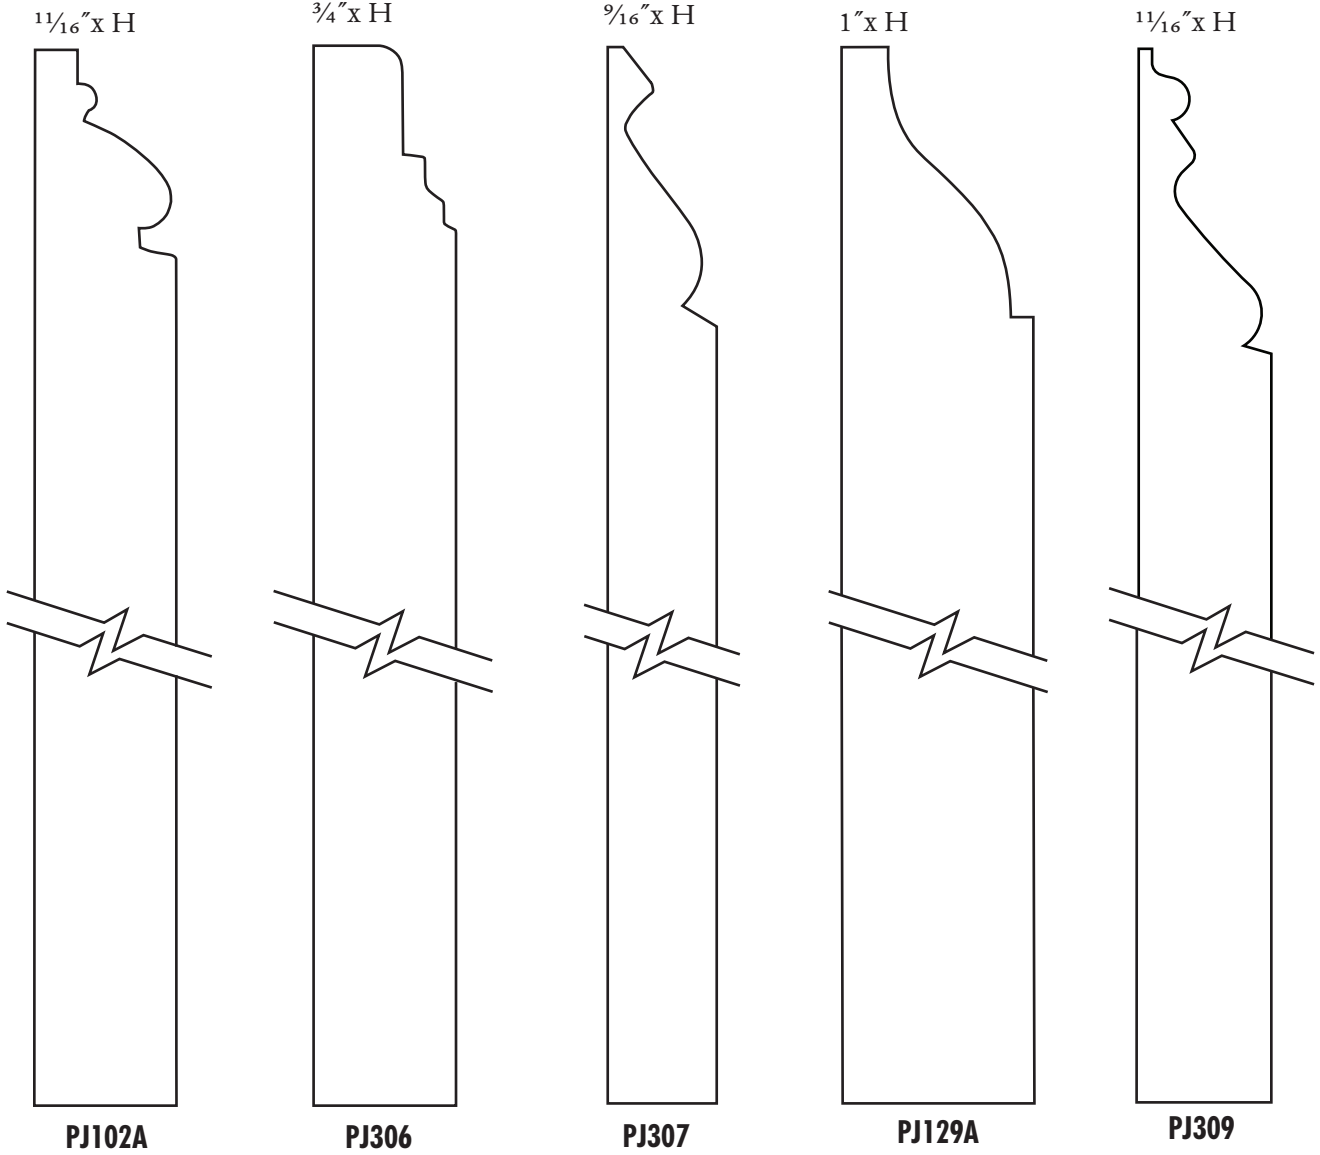 ¹¹⁄₁₆″x H
¾″x H
⁹⁄₁₆″x H
1″x H
¹¹⁄₁₆″x H
PJ102A
PJ306
PJ307
PJ129A
PJ309